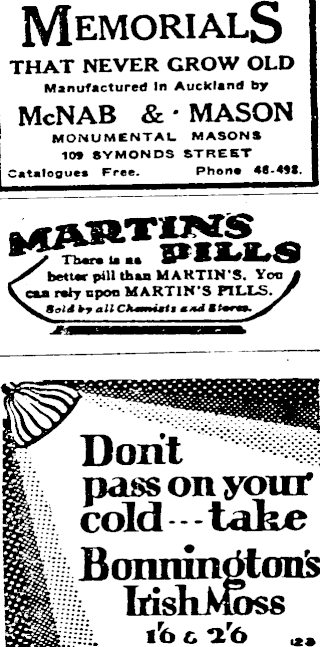 MEMORIALS
THAT NEVER GROW OLD
Manufactured in Auckland by
MCNAB & MASON
MONUMENTAL MASONS
109 SYMONDS STREET
Catalogues Free. Phone 46-498.
MARTIN'S
PILLS
There is no
better pill than MARTIN'S. You
can rely upon MARTIN'S PILLS.
Sold by all Chemists and Stores.
Don't
pass on your
cold---take
Bonnington's
Irish Moss
1'6 & 2'6
123